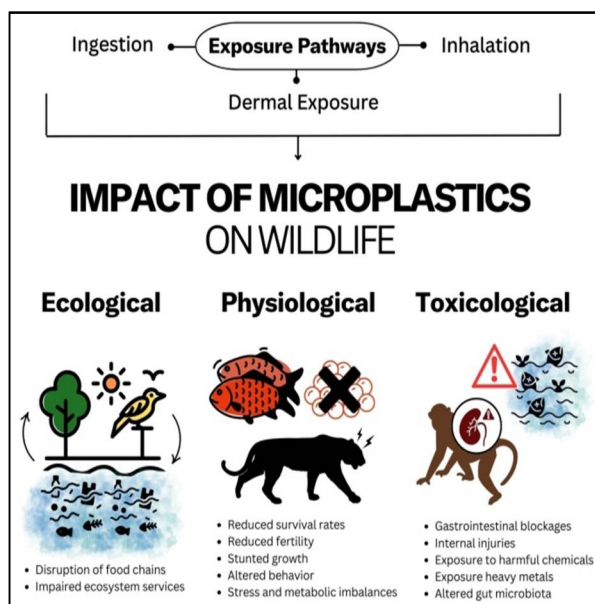 Ingestion
Exposure Pathways
Inhalation
Dermal Exposure
IMPACT OF MICROPLASTICS
ON WILDLIFE
Ecological
• Disruption of food chains
• Impaired ecosystem services
Physiological
• Reduced survival rates
• Reduced fertility
• Stunted growth
• Altered behavior
• Stress and metabolic imbalances
Toxicological
• Gastrointestinal blockages
• Internal injuries
• Exposure to harmful chemicals
• Exposure heavy metals
• Altered gut microbiota